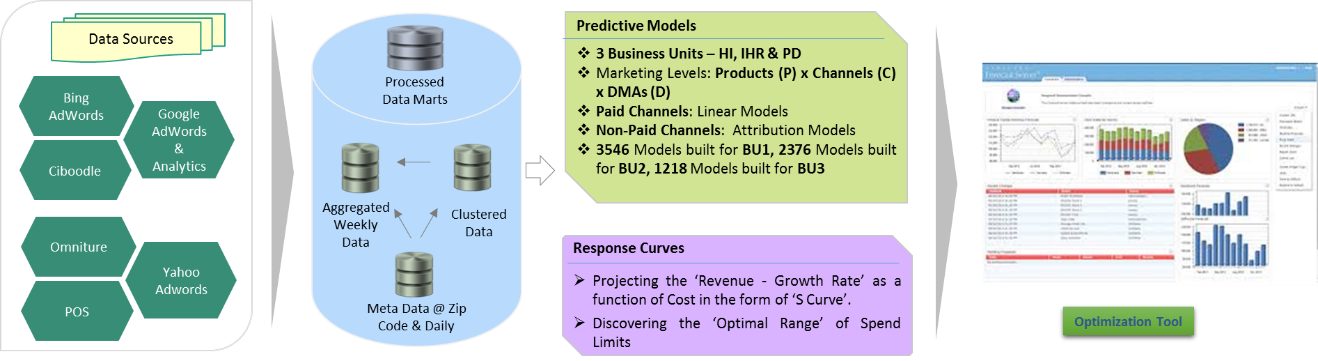 Data Sources
Bing
AdWords
Google
AdWords
&
Analytics
Ciboodle
Omniture
Yahoo
Adwords
POS
Processed
Data Marts
Aggregated
Weekly
Data
Clustered
Data
Meta Data @ Zip
Code & Daily
Predictive Models
❖ 3 Business Units – HI, IHR & PD
❖ Marketing Levels: Products (P) x Channels (C)
x DMAs (D)
❖ Paid Channels: Linear Models
❖ Non-Paid Channels: Attribution Models
❖ 3546 Models built for BU1, 2376 Models built
for BU2, 1218 Models built for BU3
Response Curves
➢ Projecting the ‘Revenue - Growth Rate’ as a
function of Cost in the form of ‘S Curve’.
➢ Discovering the ‘Optimal Range’ of Spend
Limits
Forecast Server
Optimization Tool